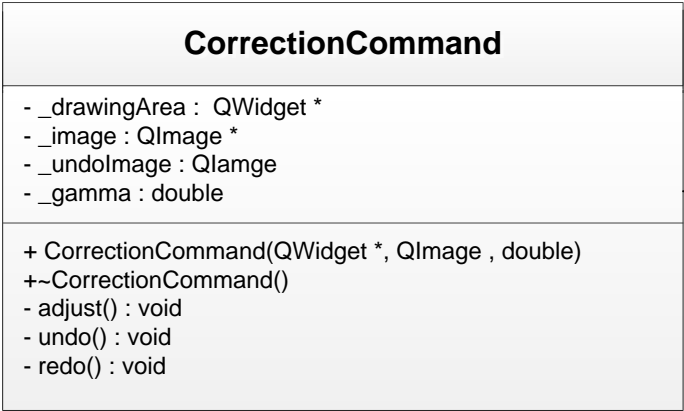 CorrectionCommand
- _drawingArea : QWidget *
- _image : QImage *
- _undoImage : QIamge
- _gamma : double
+ CorrectionCommand(QWidget *, QImage , double)
+~CorrectionCommand()
- adjust() : void
- undo() : void
- redo() : void